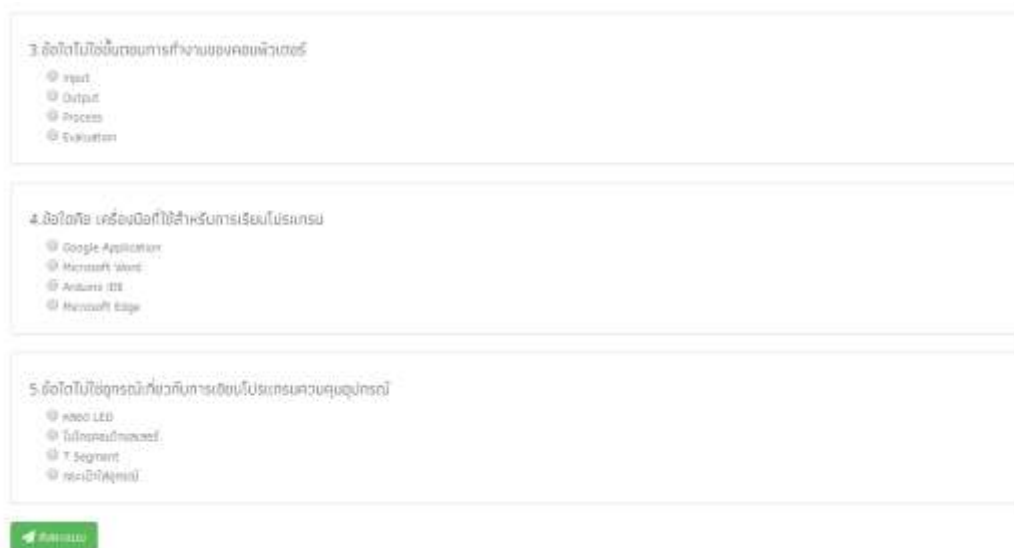 3.ข้อใดไม่ใช่ขั้นตอนการทำงานของคอมพิวเตอร์
Input
Output
Process
Evaluation
4.ข้อใดคือ เครื่องมือที่ใช้สำหรับการเขียนโปรแกรม
Google Application
Microsoft Word
Arduino IDE
Microsoft Edge
5.ข้อใดไม่ใช่อุกรณ์เกี่ยวกับการเขียนโปรแกรมควบคุมอุปกรณ์
หลอด LED
ไมโครคอนโทรลเลอร์
7 Segment
กระเป๋าใส่อุกรณ์